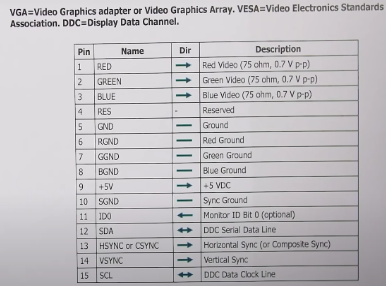 VGA=Video Graphics adapter or Video Graphics Array. VESA=Video Electronics Standards
Association. DDC=Display Data Channel.
Pin Name Dir Description
1 RED → Red Video (75 ohm, 0.7 V p-p)
2 GREEN → Green Video (75 ohm, 0.7 V p-p)
3 BLUE → Blue Video (75 ohm, 0.7 V p-p)
4 RES - Reserved
5 GND — Ground
6 RGND — Red Ground
7 GGND — Green Ground
8 BGND — Blue Ground
9 +5V → +5 VDC
10 SGND — Sync Ground
11 ID0 ← Monitor ID Bit 0 (optional)
12 SDA ↔ DDC Serial Data Line
13 HSYNC or CSYNC → Horizontal Sync (or Composite Sync)
14 VSYNC → Vertical Sync
15 SCL ↔ DDC Data Clock Line